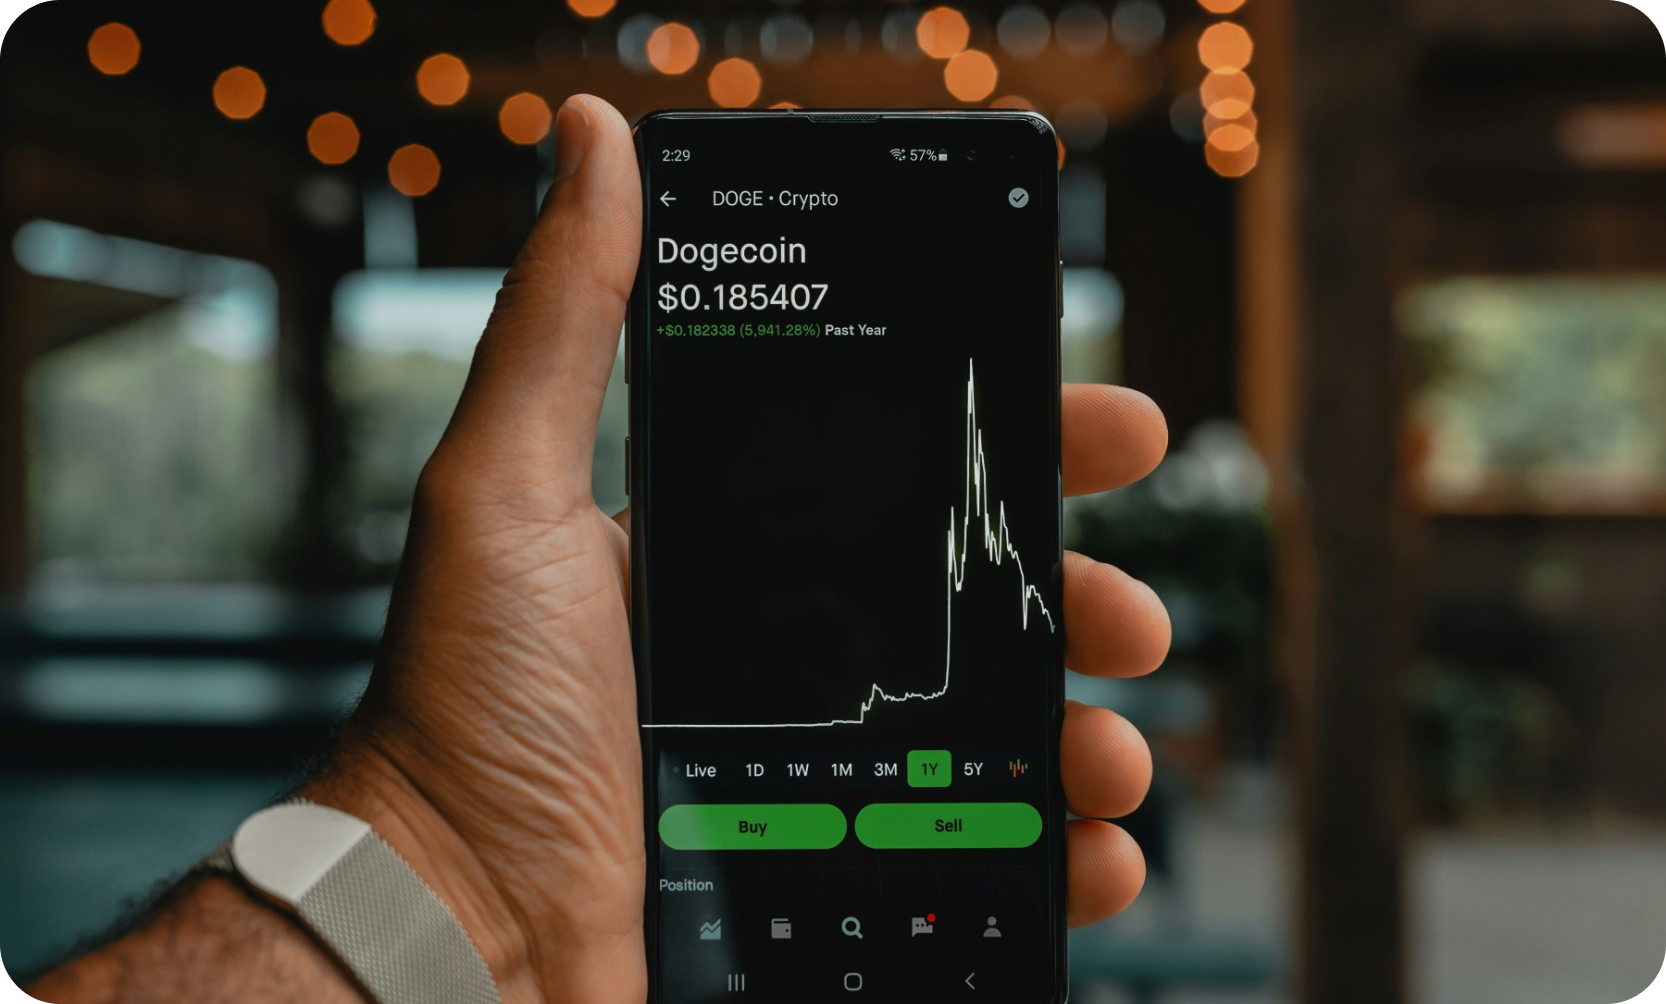 2:29 57%
DOGE • Crypto
Dogecoin
$0.185407
+$0.182338 (5,941.28%) Past Year
Live 1D 1W 1M 3M 1Y 5Y
Buy Sell
Position